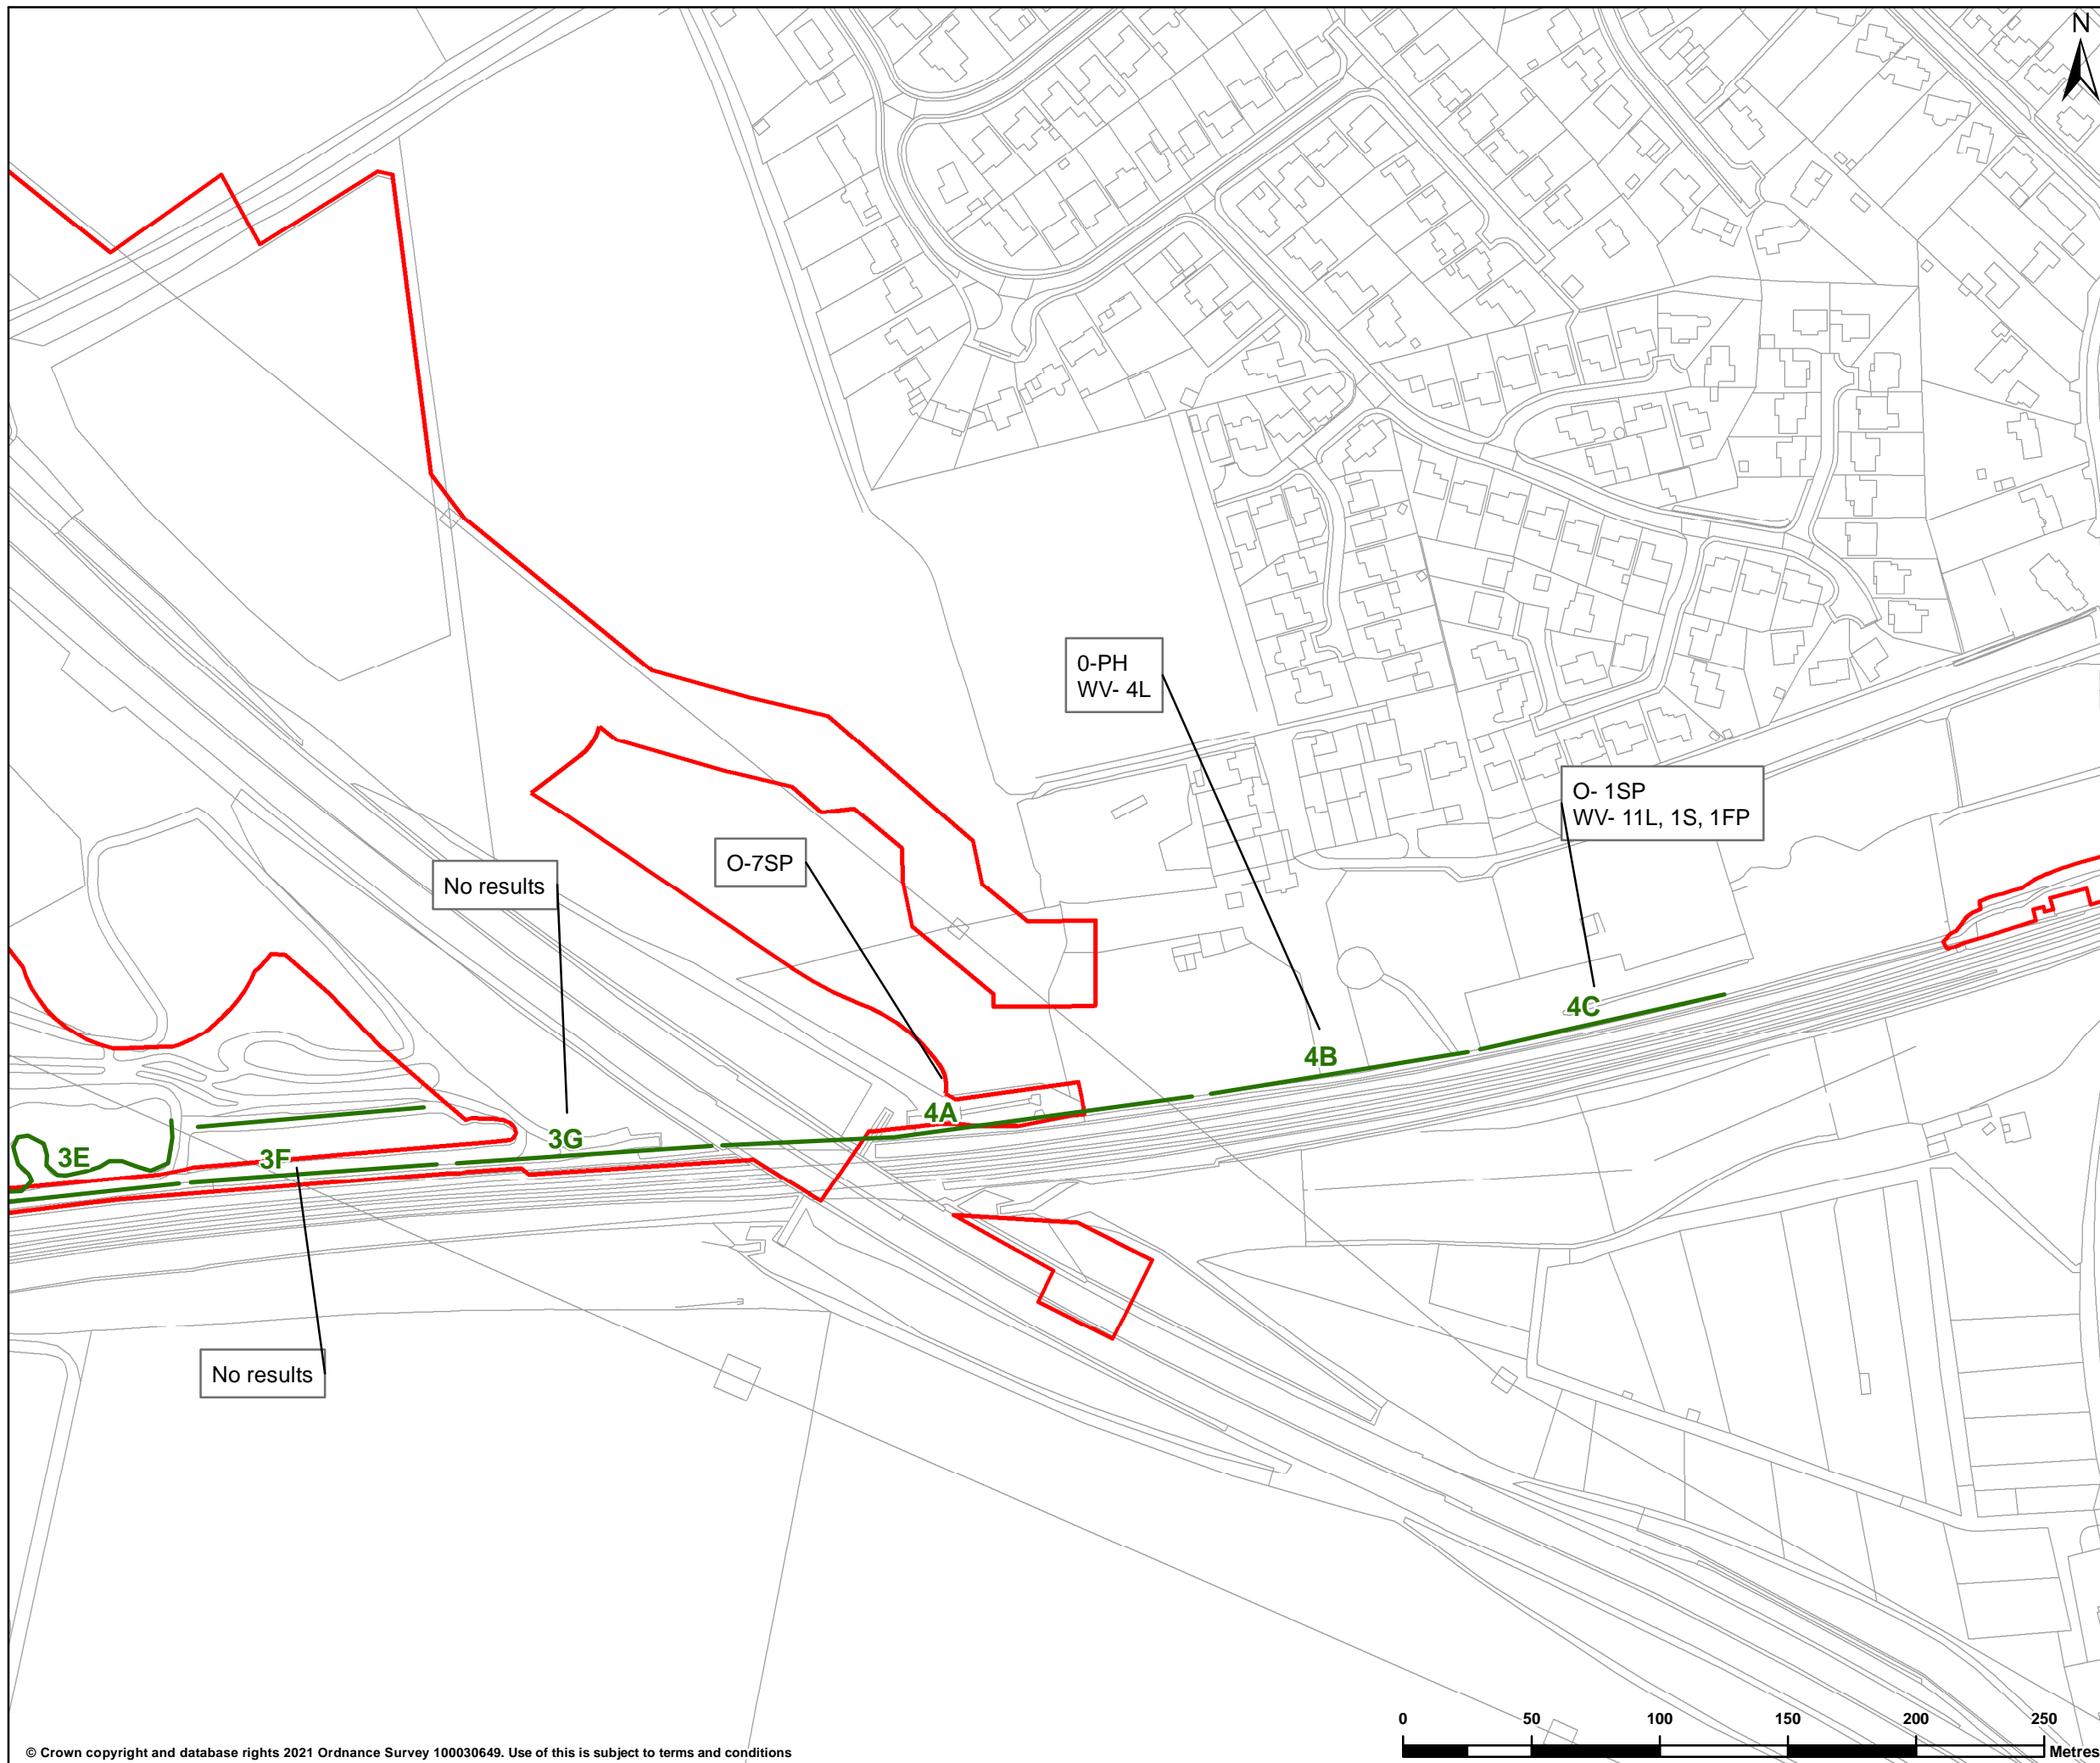 N
0-PH
WV- 4L
O- 1SP
WV- 11L, 1S, 1FP
O-7SP
No results
4C
4B
4A
3G
3F
3E
No results
0 50 100 150 200 250
Metres
© Crown copyright and database rights 2021 Ordnance Survey 100030649. Use of this is subject to terms and conditions